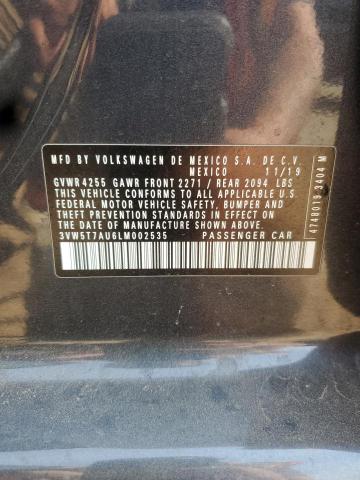 MFD BY VOLKSWAGEN DE MEXICO S.A. DE C.V.
MEXICO 11/19
GVWR 4255 GAWR FRONT 2271 / REAR 2094 LBS
THIS VEHICLE CONFORMS TO ALL APPLICABLE U.S.
FEDERAL MOTOR VEHICLE SAFETY, BUMPER AND
THEFT PREVENTION STANDARDS IN EFFECT ON
THE DATE OF MANUFACTURE SHOWN ABOVE.
3VW5T7AU6LM002535 PASSENGER CAR
4748019 3404 M